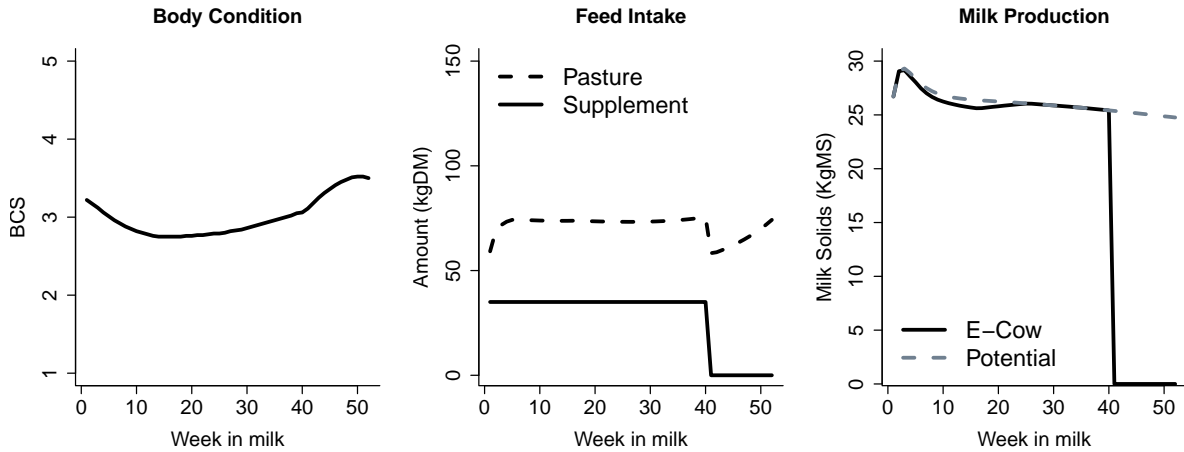 Body Condition
5
4
3
2
1
BCS
0 10 20 30 40 50
Week in milk
Feed Intake
150
100
50
0
Amount (kgDM)
Pasture
Supplement
0 10 20 30 40 50
Week in milk
Milk Production
30
25
20
15
10
5
0
Milk Solids (KgMS)
E−Cow
Potential
0 10 20 30 40 50
Week in milk